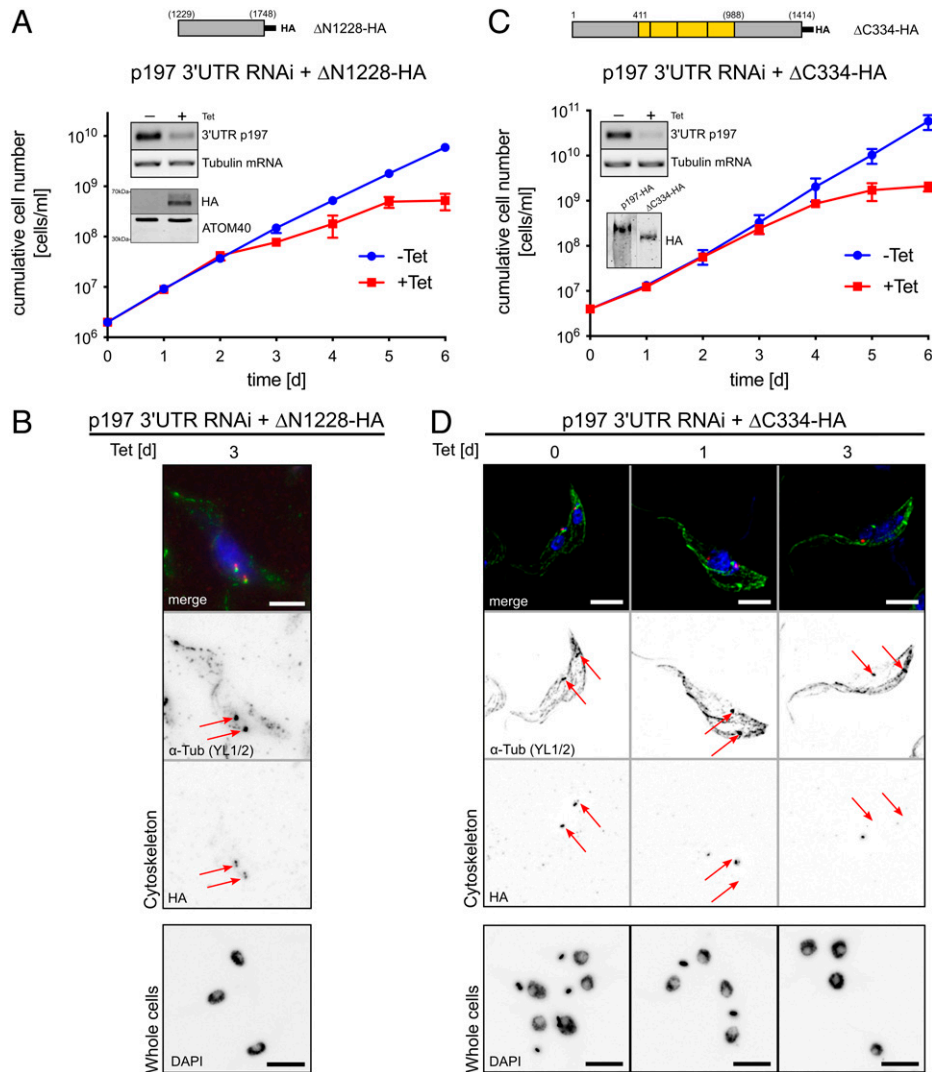 A
(1229)
(1748)
HA
ΔN1228-HA
p197 3'UTR RNAi + ΔN1228-HA
cumulative cell number
[cells/ml]
10^10
10^9
10^8
10^7
10^6
− + Tet
3'UTR p197
Tubulin mRNA
70kDa
HA
ATOM40
30kDa
-Tet
+Tet
0 1 2 3 4 5 6
time [d]
C
1
411
(988)
(1414)
HA
ΔC334-HA
p197 3'UTR RNAi + ΔC334-HA
cumulative cell number
[cells/ml]
10^11
10^10
10^9
10^8
10^7
10^6
− + Tet
3'UTR p197
Tubulin mRNA
p197-HA
ΔC334-HA
HA
-Tet
+Tet
0 1 2 3 4 5 6
time [d]
B
p197 3'UTR RNAi + ΔN1228-HA
Tet [d]
3
merge
α-Tub (YL1/2)
Cytoskeleton
HA
Whole cells
DAPI
D
p197 3'UTR RNAi + ΔC334-HA
Tet [d]
0 1 3
merge
α-Tub (YL1/2)
Cytoskeleton
HA
Whole cells
DAPI